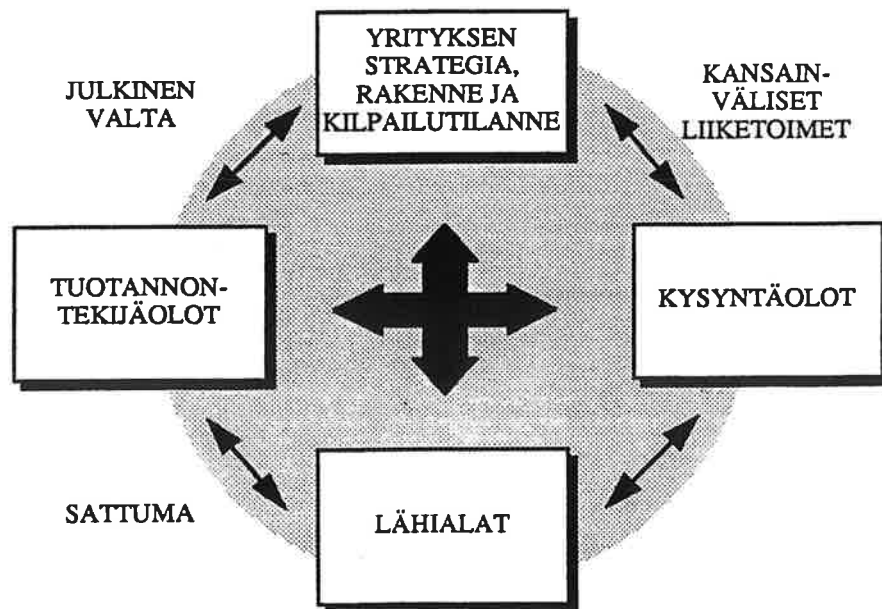 YRITYKSEN
STRATEGIA,
RAKENNE JA
KILPAILUTILANNE
JULKINEN
VALTA
KANSAIN-
VÄLISET
LIIKETOIMET
TUOTANNON-
TEKIJÄOLOT
KYSYNTÄOLOT
SATTUMA
LÄHIALAT